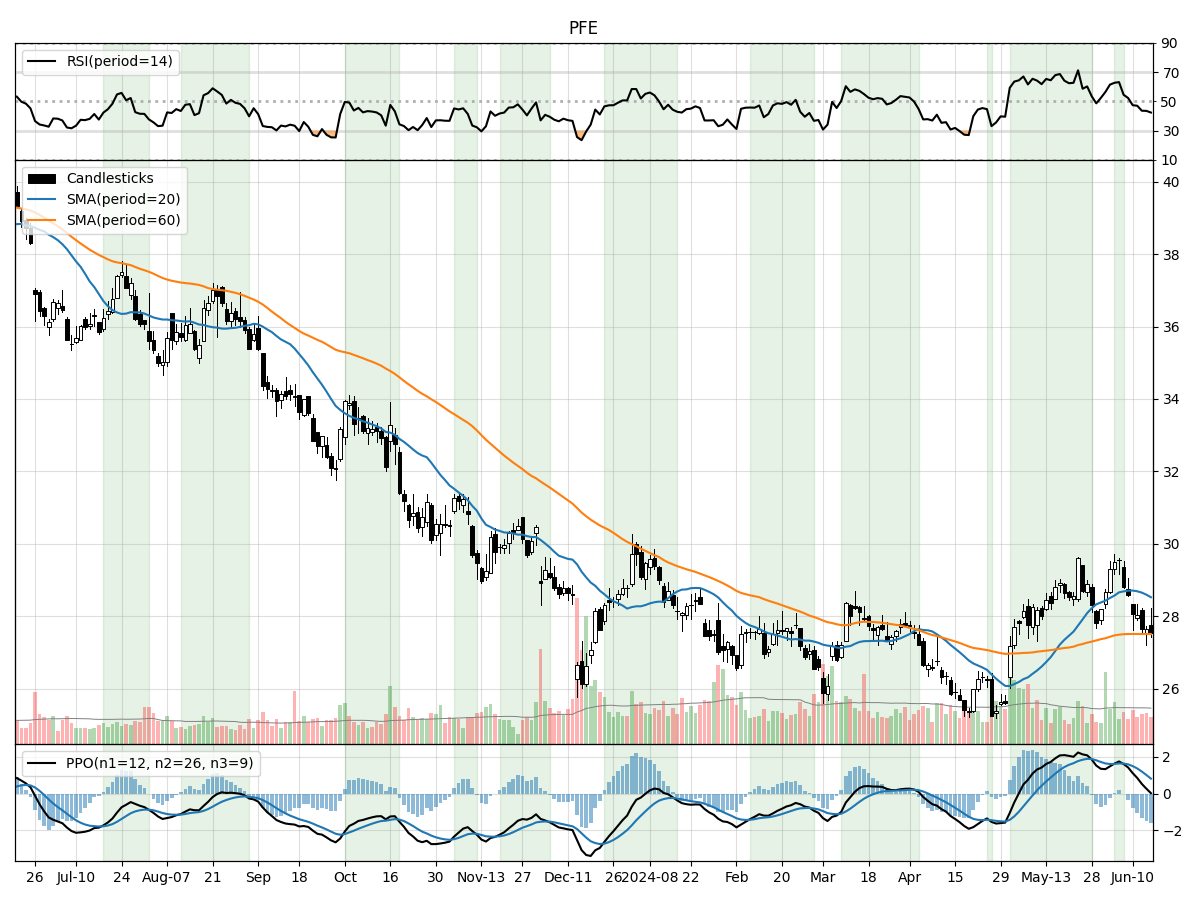 PFE
RSI(period=14)
90
70
50
30
10
Candlesticks
SMA(period=20)
SMA(period=60)
40
38
36
34
32
30
28
26
PPO(n1=12, n2=26, n3=9)
2
0
−2
26 Jul-10 24 Aug-07 21 Sep 18 Oct 16 30 Nov-13 27 Dec-11 26 2024-08 22 Feb 20 Mar 18 Apr 15 29 May-13 28 Jun-10